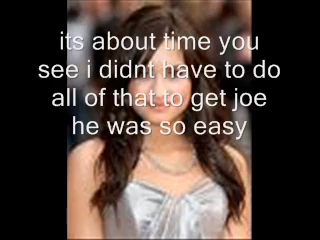 its about time you
see i didnt have to do
all of that to get joe
he was so easy